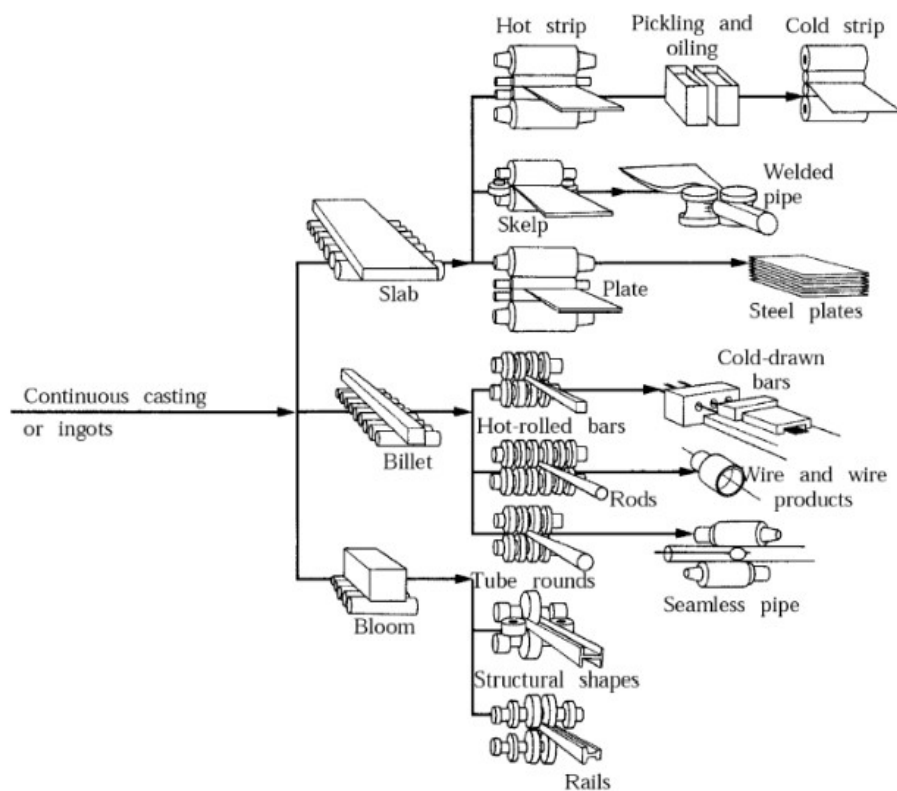 Hot strip
Pickling and
oiling
Cold strip
Skelp
Welded
pipe
Slab
Plate
Steel plates
Continuous casting
or ingots
Billet
Hot-rolled bars
Cold-drawn
bars
Rods
Wire and wire
products
Tube rounds
Seamless pipe
Bloom
Structural shapes
Rails